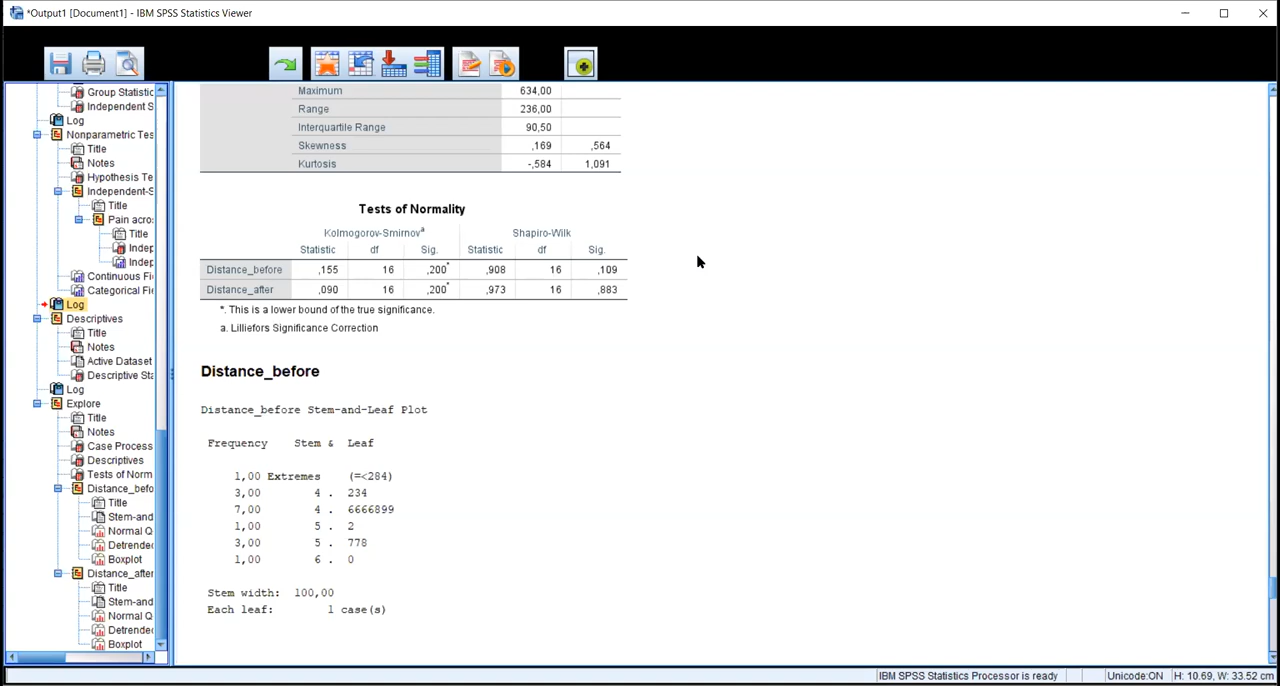 *Output1 [Document1] - IBM SPSS Statistics Viewer
Group Statistic
Independent S
Log
Nonparametric Tes
Title
Notes
Hypothesis Te
Independent-S
Title
Pain acro
Title
Indep
Indep
Continuous Fi
Categorical Fie
Log
Descriptives
Title
Notes
Active Dataset
Descriptive Sta
Log
Explore
Title
Notes
Case Process
Descriptives
Tests of Norm
Distance_befo
Title
Stem-and
Normal Q
Detrended
Boxplot
Distance_after
Title
Stem-and
Normal Q
Detrended
Boxplot
Maximum 634,00
Range 236,00
Interquartile Range 90,50
Skewness ,169 ,564
Kurtosis -,584 1,091
Tests of Normality
Kolmogorov-Smirnov a Shapiro-Wilk
Statistic df Sig. Statistic df Sig.
Distance_before ,155 16 ,200* ,908 16 ,109
Distance_after ,090 16 ,200* ,973 16 ,883
*. This is a lower bound of the true significance.
a. Lilliefors Significance Correction
Distance_before
Distance_before Stem-and-Leaf Plot
Frequency Stem & Leaf
1,00 Extremes (=<284)
3,00 4 . 234
7,00 4 . 6666899
1,00 5 . 2
3,00 5 . 778
1,00 6 . 0
Stem width: 100,00
Each leaf: 1 case(s)
IBM SPSS Statistics Processor is ready Unicode:ON H: 10.69, W: 33.52 cm